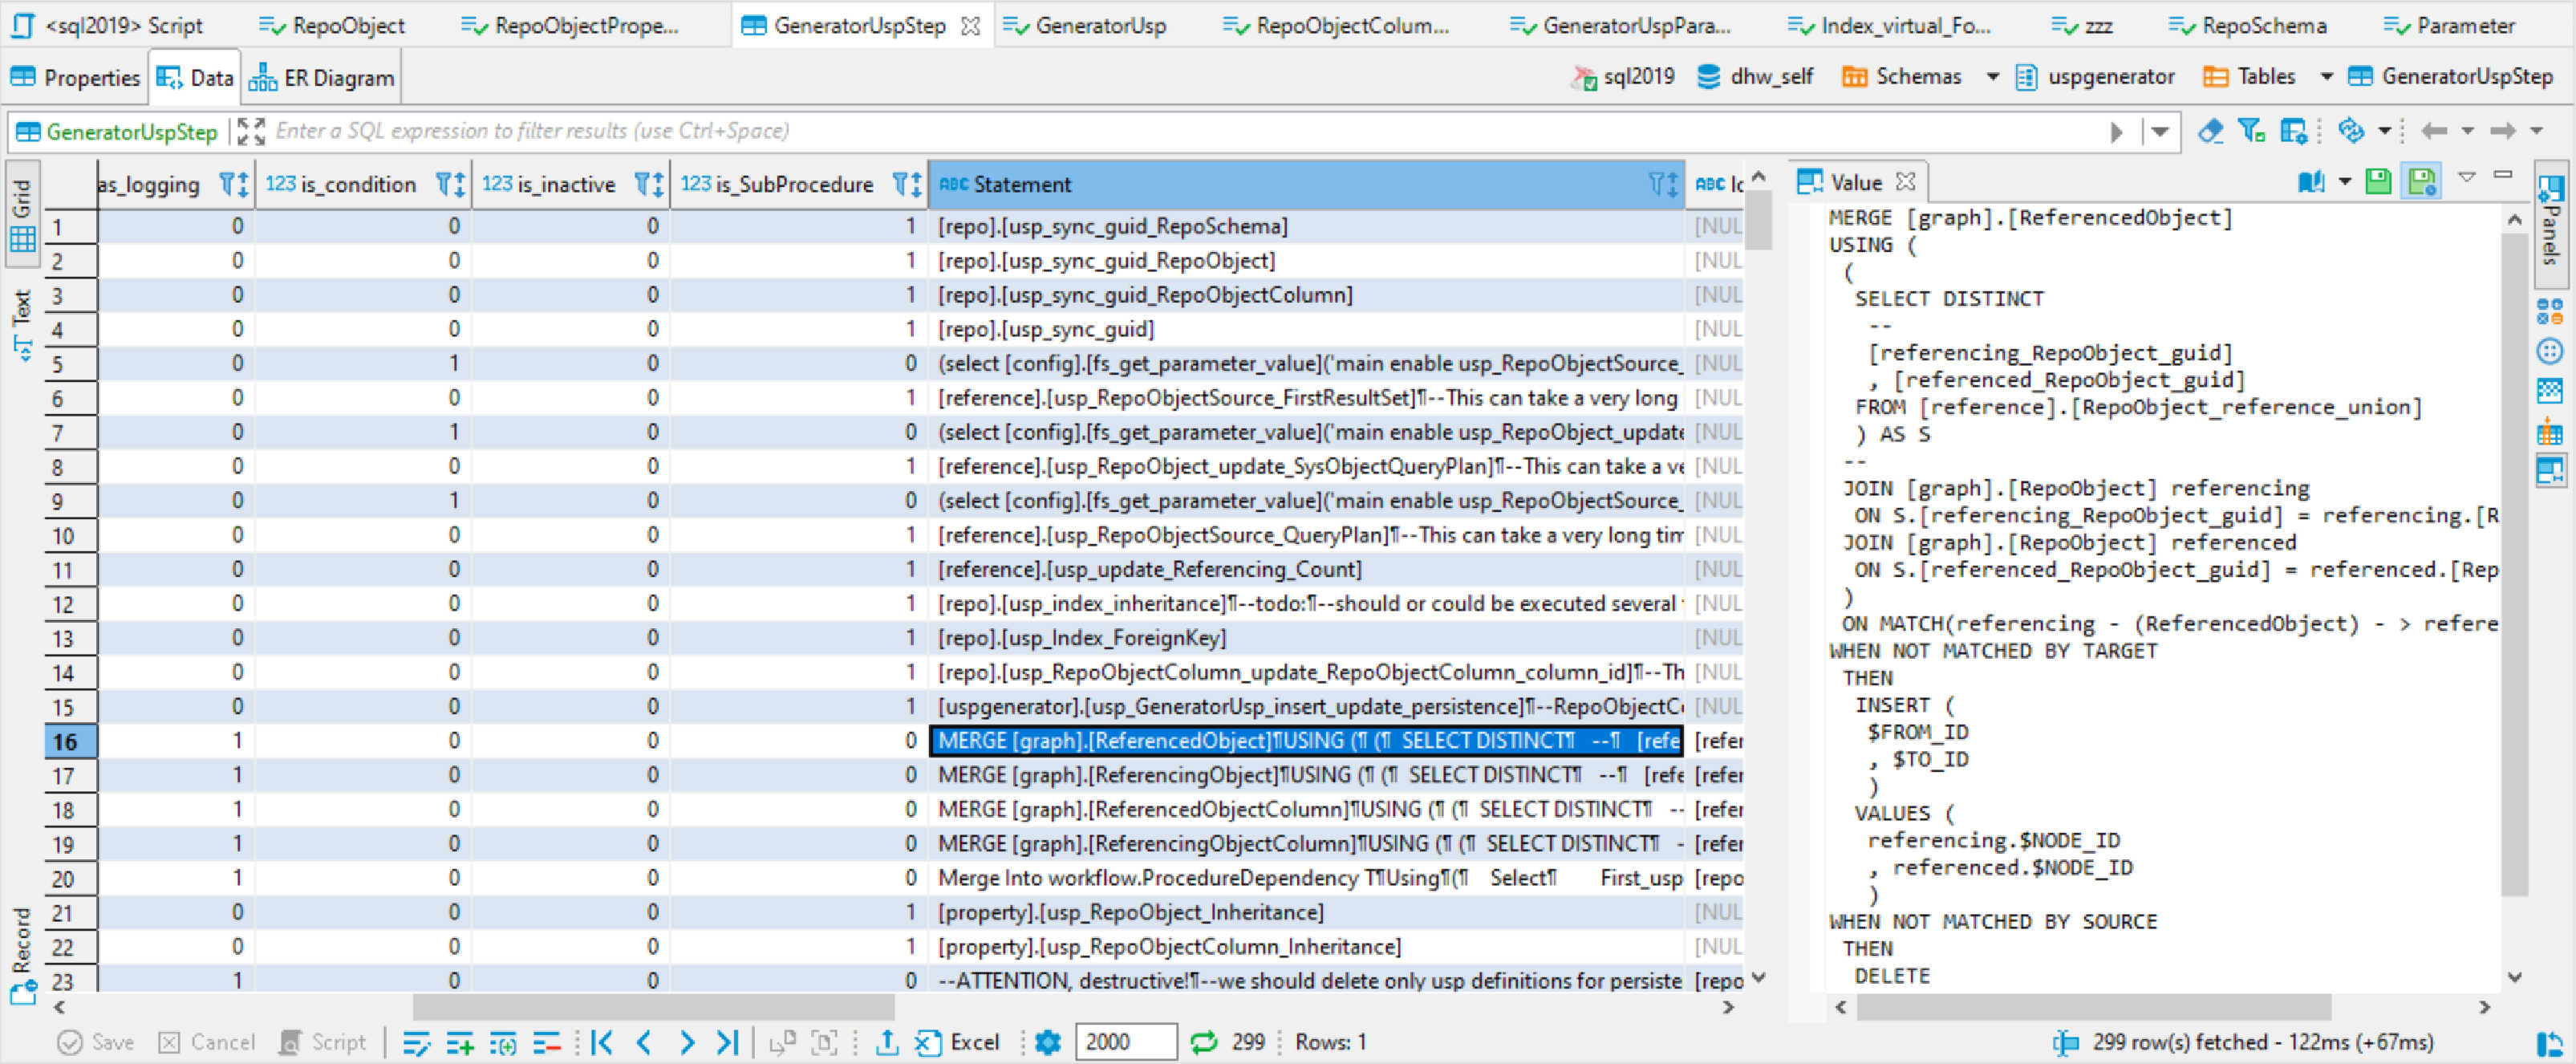 <sql2019> Script RepoObject RepoObjectPrope... GeneratorUspStep GeneratorUsp RepoObjectColum... GeneratorUspPara... Index_virtual_Fo... zzz RepoSchema Parameter
Properties Data ER Diagram sql2019 dhw_self Schemas uspgenerator Tables GeneratorUspStep
GeneratorUspStep Enter a SQL expression to filter results (use Ctrl+Space)
Grid
Text
Record
as_logging 123 is_condition 123 is_inactive 123 is_SubProcedure ABC Statement ABC lc
1 0 0 0 1 [repo].[usp_sync_guid_RepoSchema] [NUL
2 0 0 0 1 [repo].[usp_sync_guid_RepoObject] [NUL
3 0 0 0 1 [repo].[usp_sync_guid_RepoObjectColumn] [NUL
4 0 0 0 1 [repo].[usp_sync_guid] [NUL
5 0 1 0 0 (select [config].[fs_get_parameter_value]('main enable usp_RepoObjectSource_ [NUL
6 0 0 0 1 [reference].[usp_RepoObjectSource_FirstResultSet]¶--This can take a very long [NUL
7 0 1 0 0 (select [config].[fs_get_parameter_value]('main enable usp_RepoObject_update [NUL
8 0 0 0 1 [reference].[usp_RepoObject_update_SysObjectQueryPlan]¶--This can take a ve [NUL
9 0 1 0 0 (select [config].[fs_get_parameter_value]('main enable usp_RepoObjectSource_ [NUL
10 0 0 0 1 [reference].[usp_RepoObjectSource_QueryPlan]¶--This can take a very long tim [NUL
11 0 0 0 1 [reference].[usp_update_Referencing_Count] [NUL
12 0 0 0 1 [repo].[usp_index_inheritance]¶--todo:¶--should or could be executed several [NUL
13 0 0 0 1 [repo].[usp_Index_ForeignKey] [NUL
14 0 0 0 1 [repo].[usp_RepoObjectColumn_update_RepoObjectColumn_column_id]¶--Th [NUL
15 0 0 0 1 [uspgenerator].[usp_GeneratorUsp_insert_update_persistence]¶--RepoObjectC [NUL
16 1 0 0 0 MERGE [graph].[ReferencedObject]¶USING (¶ (¶ SELECT DISTINCT¶ --¶ [refe [refer
17 1 0 0 0 MERGE [graph].[ReferencingObject]¶USING (¶ (¶ SELECT DISTINCT¶ --¶ [refe [refer
18 1 0 0 0 MERGE [graph].[ReferencedObjectColumn]¶USING (¶ (¶ SELECT DISTINCT¶ -- [refer
19 1 0 0 0 MERGE [graph].[ReferencingObjectColumn]¶USING (¶ (¶ SELECT DISTINCT¶ - [refer
20 1 0 0 0 Merge Into workflow.ProcedureDependency T¶Using¶(¶ Select¶ First_usp [repo
21 0 0 0 1 [property].[usp_RepoObject_Inheritance] [NUL
22 0 0 0 1 [property].[usp_RepoObjectColumn_Inheritance] [NUL
23 1 0 0 0 --ATTENTION, destructive!¶--we should delete only usp definitions for persiste [repo
Value
MERGE [graph].[ReferencedObject]
USING (
(
SELECT DISTINCT
--
[referencing_RepoObject_guid]
, [referenced_RepoObject_guid]
FROM [reference].[RepoObject_reference_union]
) AS S
--
JOIN [graph].[RepoObject] referencing
ON S.[referencing_RepoObject_guid] = referencing.[R
JOIN [graph].[RepoObject] referenced
ON S.[referenced_RepoObject_guid] = referenced.[Rep
)
ON MATCH(referencing - (ReferencedObject) - > refere
WHEN NOT MATCHED BY TARGET
THEN
INSERT (
$FROM_ID
, $TO_ID
)
VALUES (
referencing.$NODE_ID
, referenced.$NODE_ID
)
WHEN NOT MATCHED BY SOURCE
THEN
DELETE
Panels
Save Cancel Script Excel 2000 299 Rows: 1 299 row(s) fetched - 122ms (+67ms)